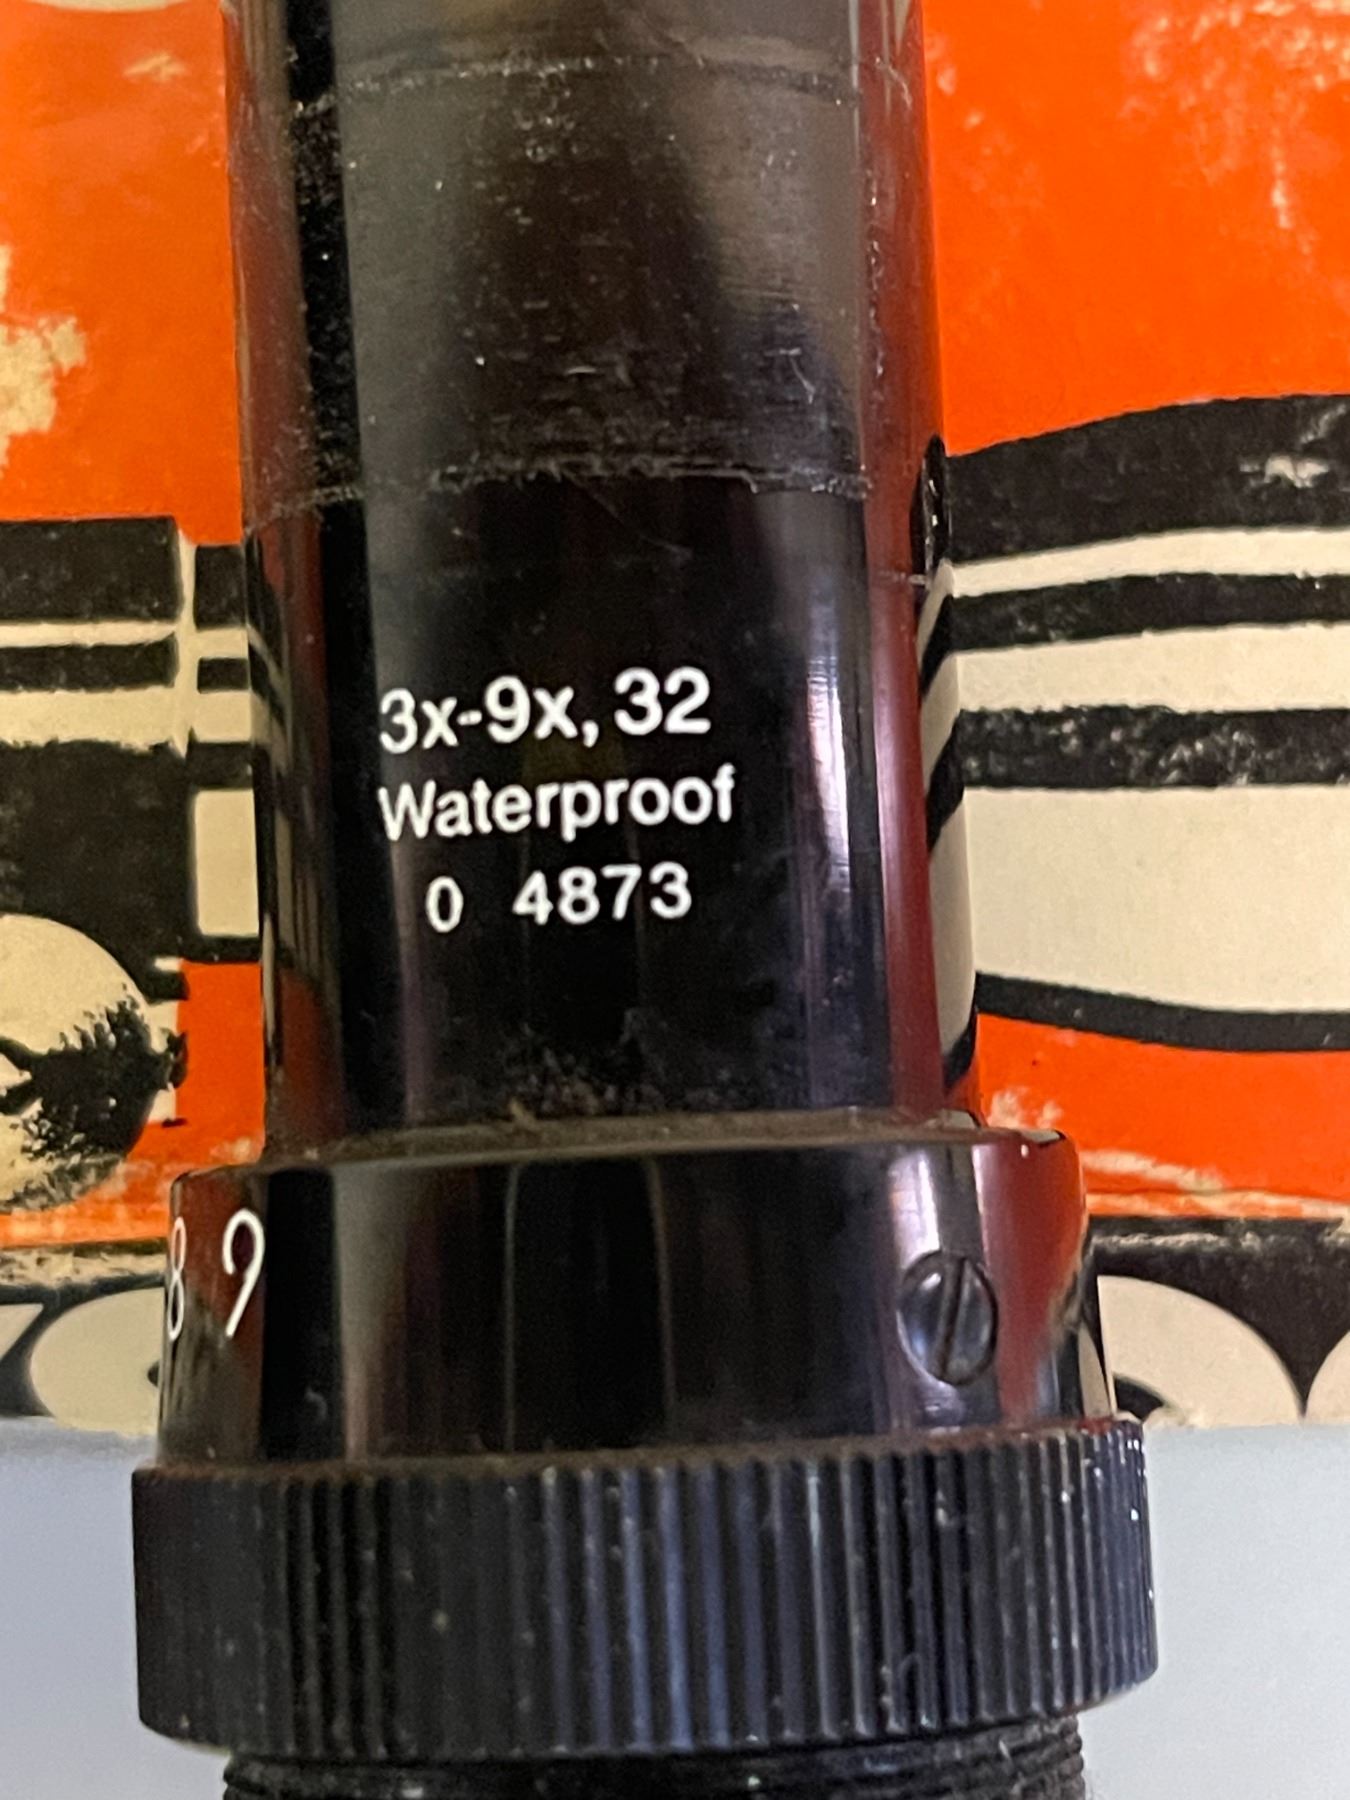 3x-9x, 32
Waterproof
0 4873
8 9